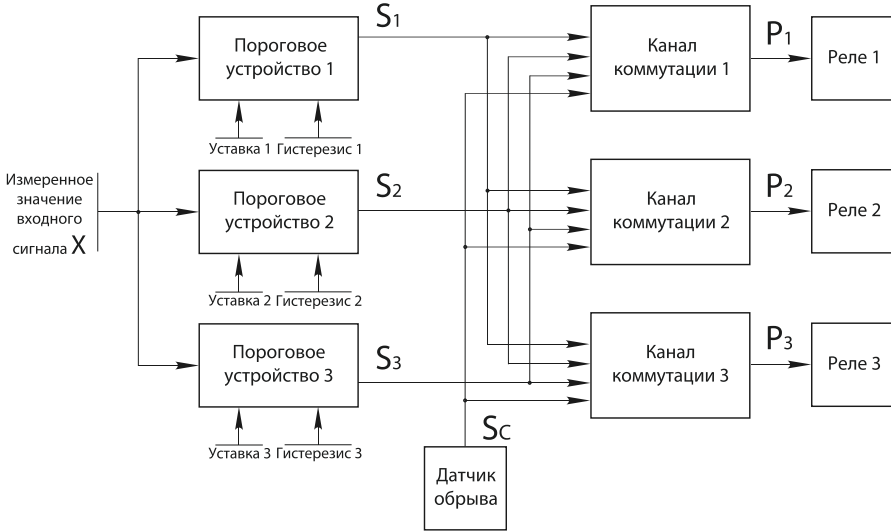 Измеренное
значение
входного
сигнала X
Пороговое
устройство 1
Уставка 1
Гистерезис 1
S1
Канал
коммутации 1
P1
Реле 1
Пороговое
устройство 2
Уставка 2
Гистерезис 2
S2
Канал
коммутации 2
P2
Реле 2
Пороговое
устройство 3
Уставка 3
Гистерезис 3
S3
Канал
коммутации 3
P3
Реле 3
SC
Датчик
обрыва